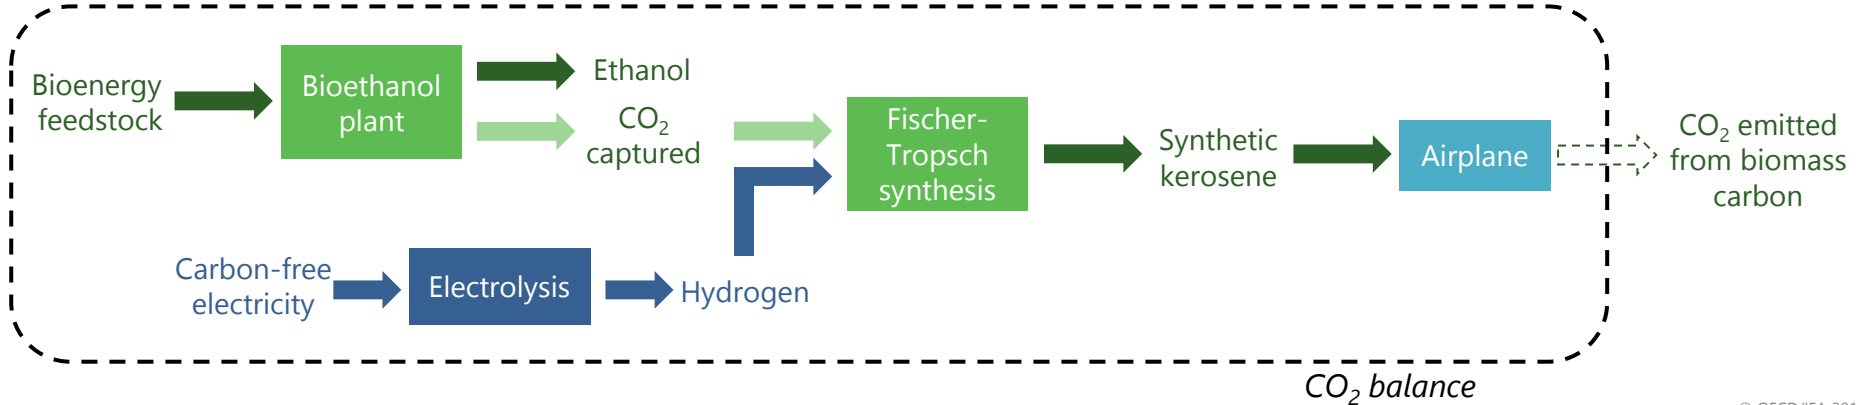 Bioenergy
feedstock
Bioethanol
plant
Ethanol
CO₂
captured
Fischer-
Tropsch
synthesis
Synthetic
kerosene
Airplane
CO₂ emitted
from biomass
carbon
Carbon-free
electricity
Electrolysis
Hydrogen
CO₂ balance